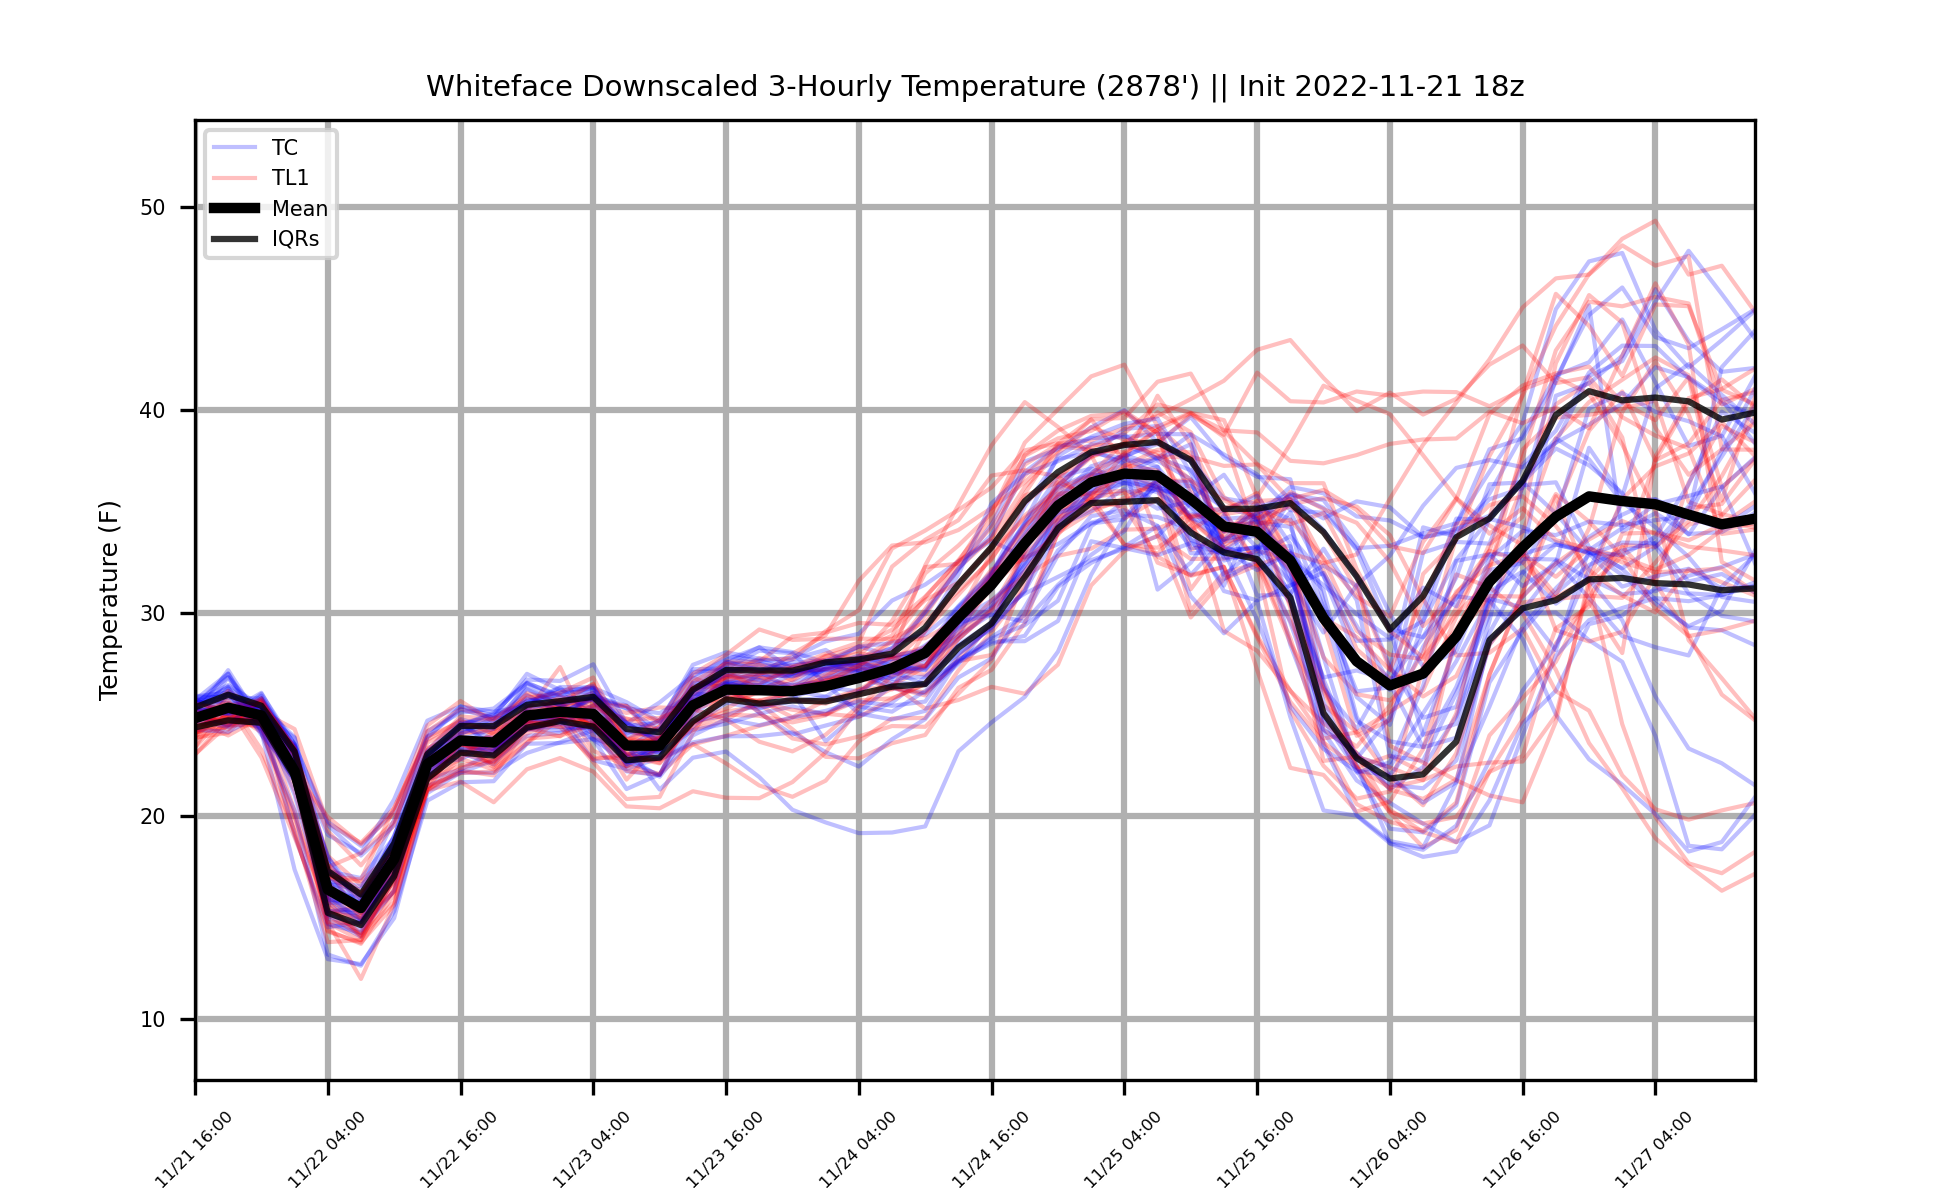 Whiteface Downscaled 3-Hourly Temperature (2878') || Init 2022-11-21 18z
TC
TL1
Mean
IQRs
Temperature (F)
50
40
30
20
10
11/21 16:00
11/22 04:00
11/22 16:00
11/23 04:00
11/23 16:00
11/24 04:00
11/24 16:00
11/25 04:00
11/25 16:00
11/26 04:00
11/26 16:00
11/27 04:00